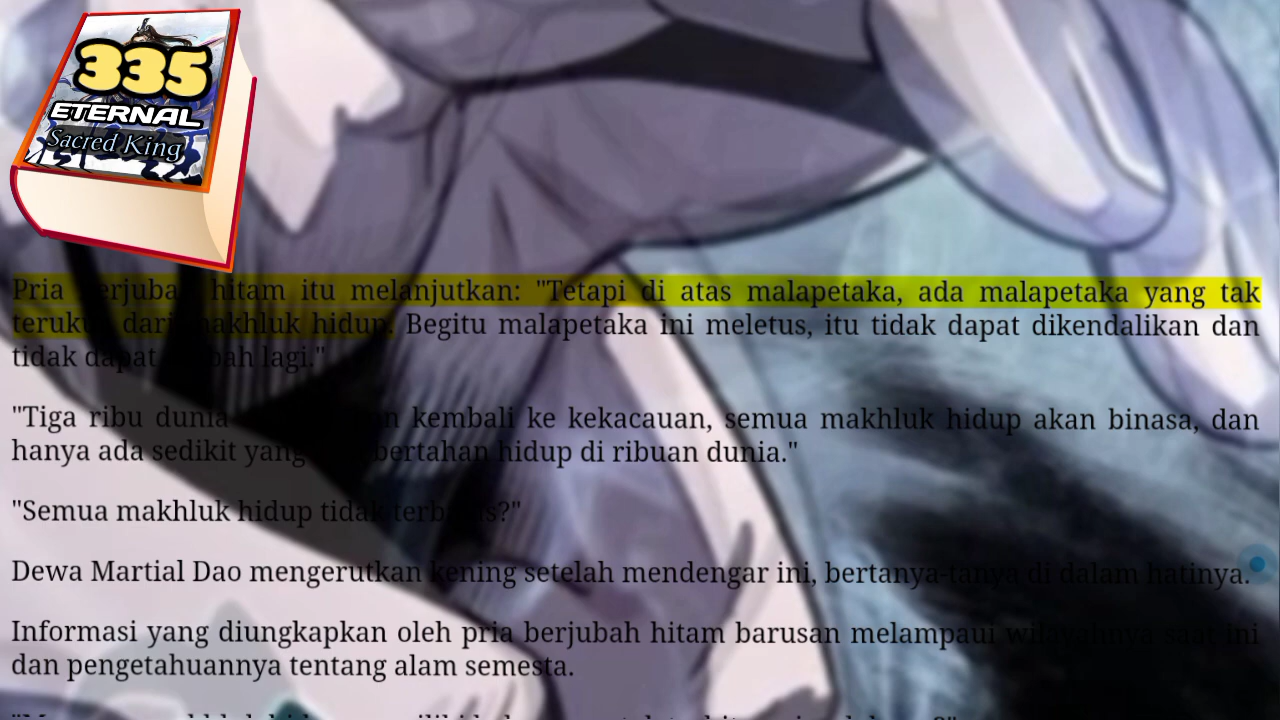 335
ETERNAL
Sacred King
Pria berjubah hitam itu melanjutkan: "Tetapi di atas malapetaka, ada malapetaka yang tak
terukur dari makhluk hidup. Begitu malapetaka ini meletus, itu tidak dapat dikendalikan dan
tidak dapat lagi."
"Tiga ribu dunia kembali ke kekacauan, semua makhluk hidup akan binasa, dan
hanya ada sedikit yang bertahan hidup di ribuan dunia."
"Semua makhluk hidup tidak terbatas?"
Dewa Martial Dao mengerutkan kening setelah mendengar ini, bertanya-tanya di dalam hatinya.
Informasi yang diungkapkan oleh pria berjubah hitam barusan melampaui wilayahnya saat ini
dan pengetahuannya tentang alam semesta.